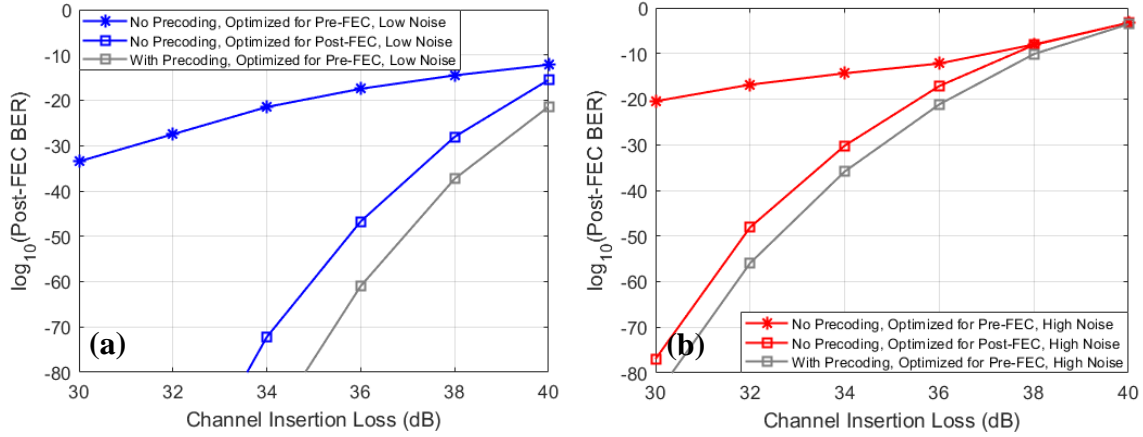 No Precoding, Optimized for Pre-FEC, Low Noise
No Precoding, Optimized for Post-FEC, Low Noise
With Precoding, Optimized for Pre-FEC, Low Noise
0
-10
-20
-30
-40
-50
-60
-70
-80
log10(Post-FEC BER)
(a)
30 32 34 36 38 40
Channel Insertion Loss (dB)
0
-10
-20
-30
-40
-50
-60
-70
-80
log10(Post-FEC BER)
No Precoding, Optimized for Pre-FEC, High Noise
No Precoding, Optimized for Post-FEC, High Noise
With Precoding, Optimized for Pre-FEC, High Noise
(b)
30 32 34 36 38 40
Channel Insertion Loss (dB)